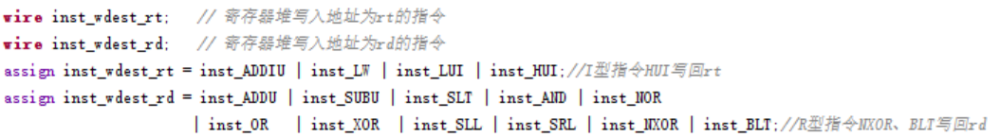 wire inst_wdest_rt;   // 寄存器堆写入地址为rt的指令
wire inst_wdest_rd;   // 寄存器堆写入地址为rd的指令
assign inst_wdest_rt = inst_ADDIU | inst_LW | inst_LUI | inst_HUI;//I型指令HUI写回rt
assign inst_wdest_rd = inst_ADDU | inst_SUBU | inst_SLT | inst_AND | inst_NOR
| inst_OR   | inst_XOR  | inst_SLL | inst_SRL | inst_NXOR | inst_BLT;//R型指令NXOR、BLT写回rd